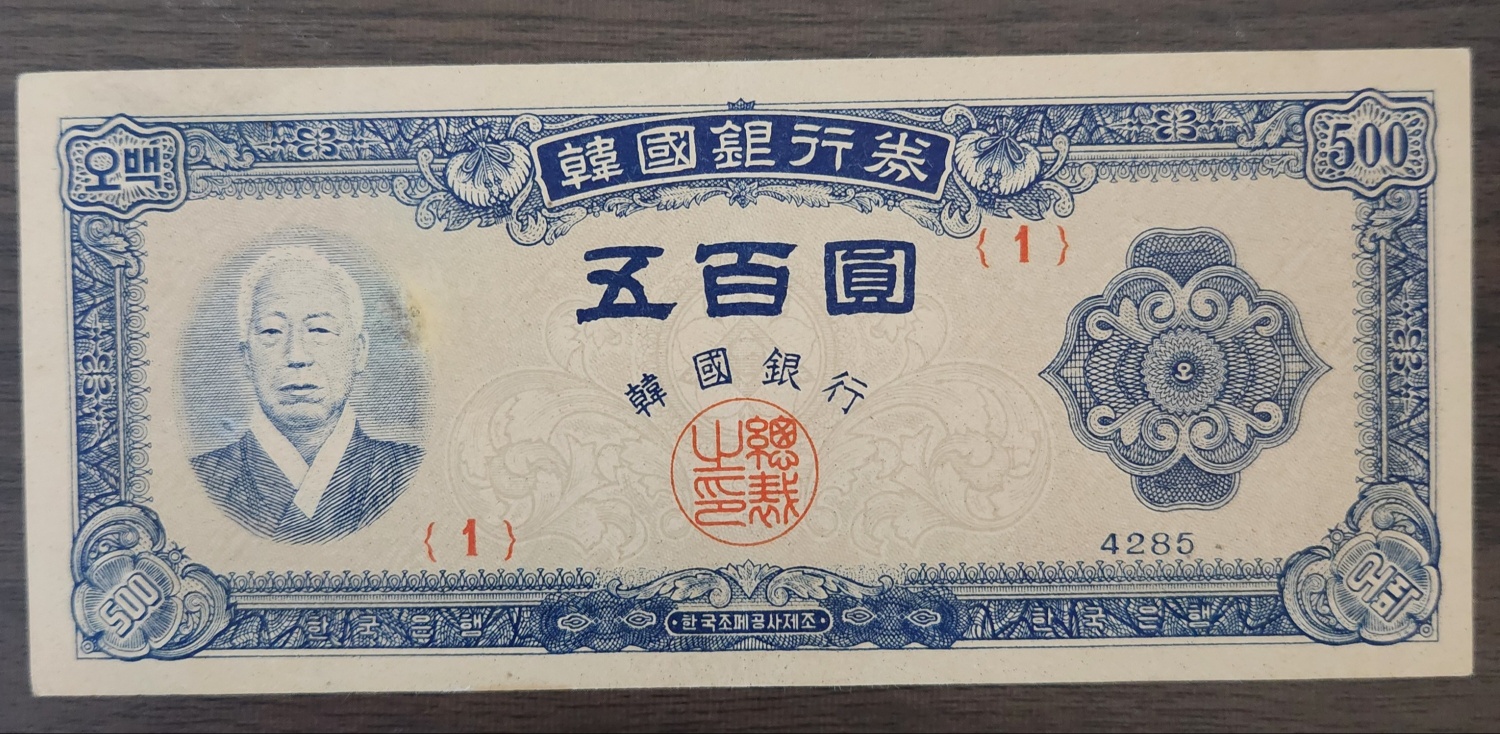 韓國銀行券
오백
500
五百圓
{1}
韓國銀行
總裁之印
{1}
4285
500
오백
한국은행
한국조폐공사제조
한국은행